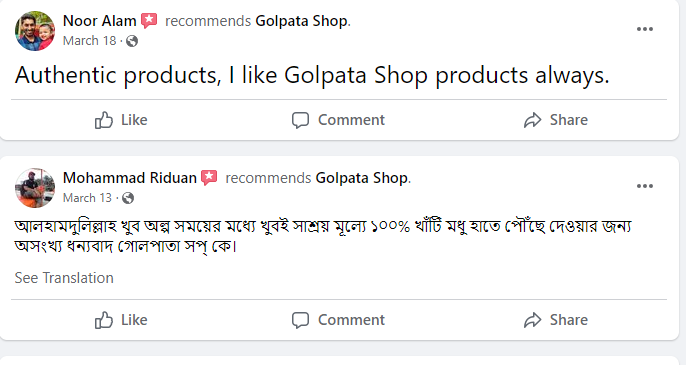 Noor Alam recommends Golpata Shop.
March 18 ·
Authentic products, I like Golpata Shop products always.
Like Comment Share
Mohammad Riduan recommends Golpata Shop.
March 13 ·
আলহামদুলিল্লাহ খুব অল্প সময়ের মধ্যে খুবই সাশ্রয় মূল্যে ১০০% খাঁটি মধু হাতে পৌঁছে দেওয়ার জন্য
অসংখ্য ধন্যবাদ গোলপাতা সপ্ কে।
See Translation
Like Comment Share